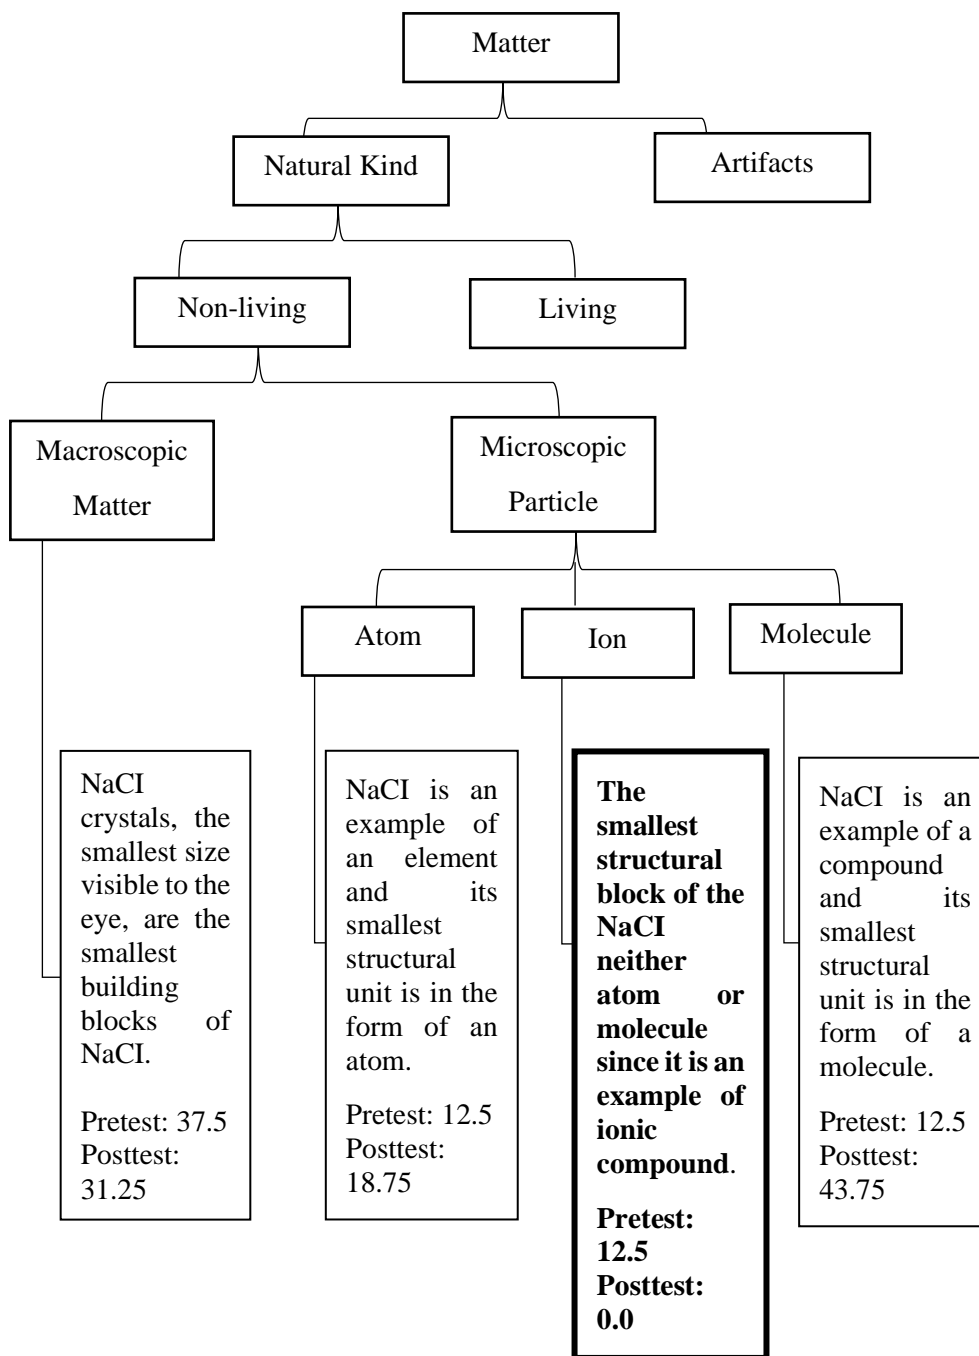 Matter
Natural Kind
Artifacts
Non-living
Living
Macroscopic
Matter
Microscopic
Particle
Atom
Ion
Molecule
NaCI
crystals, the
smallest size
visible to the
eye, are the
smallest
building
blocks of
NaCI.
Pretest: 37.5
Posttest:
31.25
NaCI is an
example of
an element
and its
smallest
structural
unit is in the
form of an
atom.
Pretest: 12.5
Posttest:
18.75
The
smallest
structural
block of the
NaCI
neither
atom or
molecule
since it is an
example of
ionic
compound.
Pretest:
12.5
Posttest:
0.0
NaCI is an
example of a
compound
and its
smallest
structural
unit is in the
form of a
molecule.
Pretest: 12.5
Posttest:
43.75